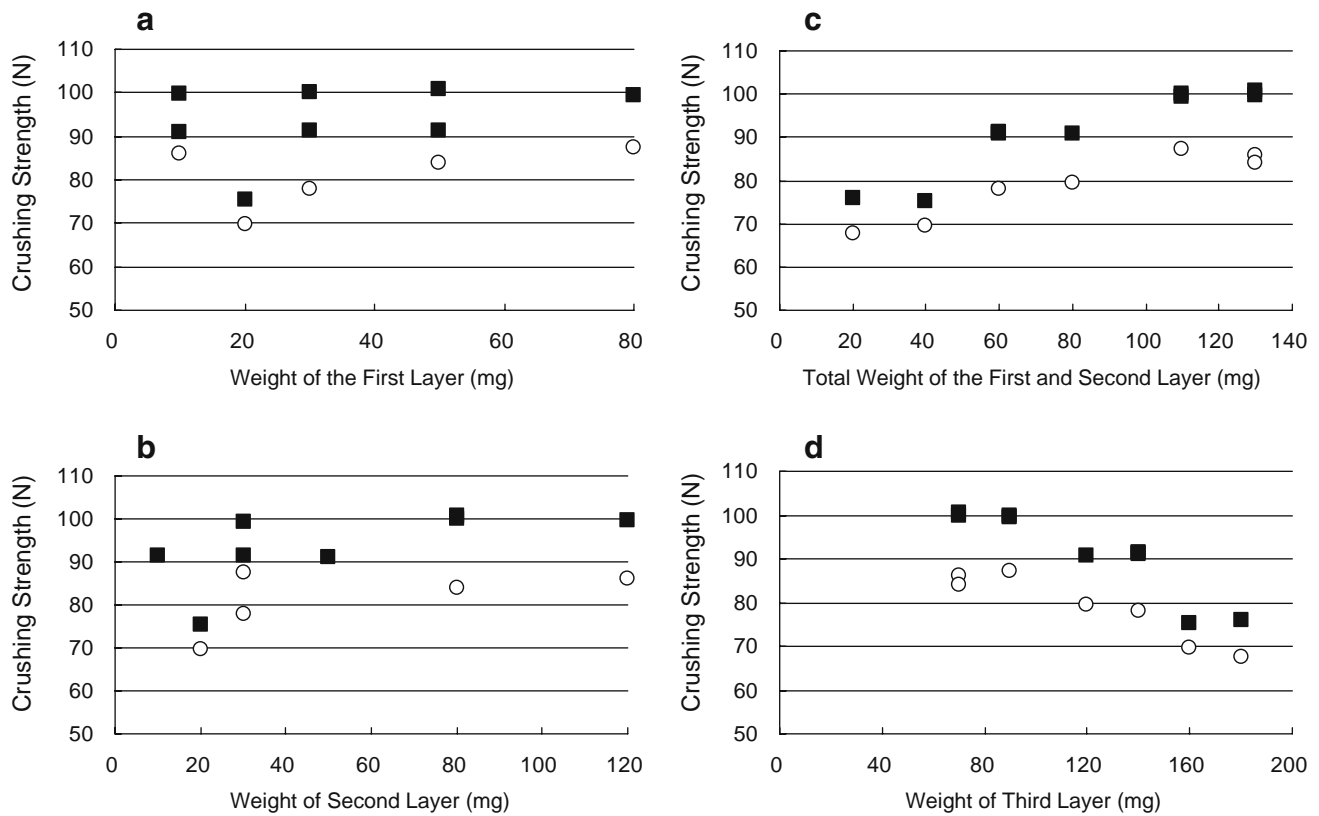 a
Crushing Strength (N)
110
100
90
80
70
60
50
0 20 40 60 80
Weight of the First Layer (mg)
c
Crushing Strength (N)
110
100
90
80
70
60
50
0 20 40 60 80 100 120 140
Total Weight of the First and Second Layer (mg)
b
Crushing Strength (N)
110
100
90
80
70
60
50
0 20 40 60 80 100 120
Weight of Second Layer (mg)
d
Crushing Strength (N)
110
100
90
80
70
60
50
0 40 80 120 160 200
Weight of Third Layer (mg)